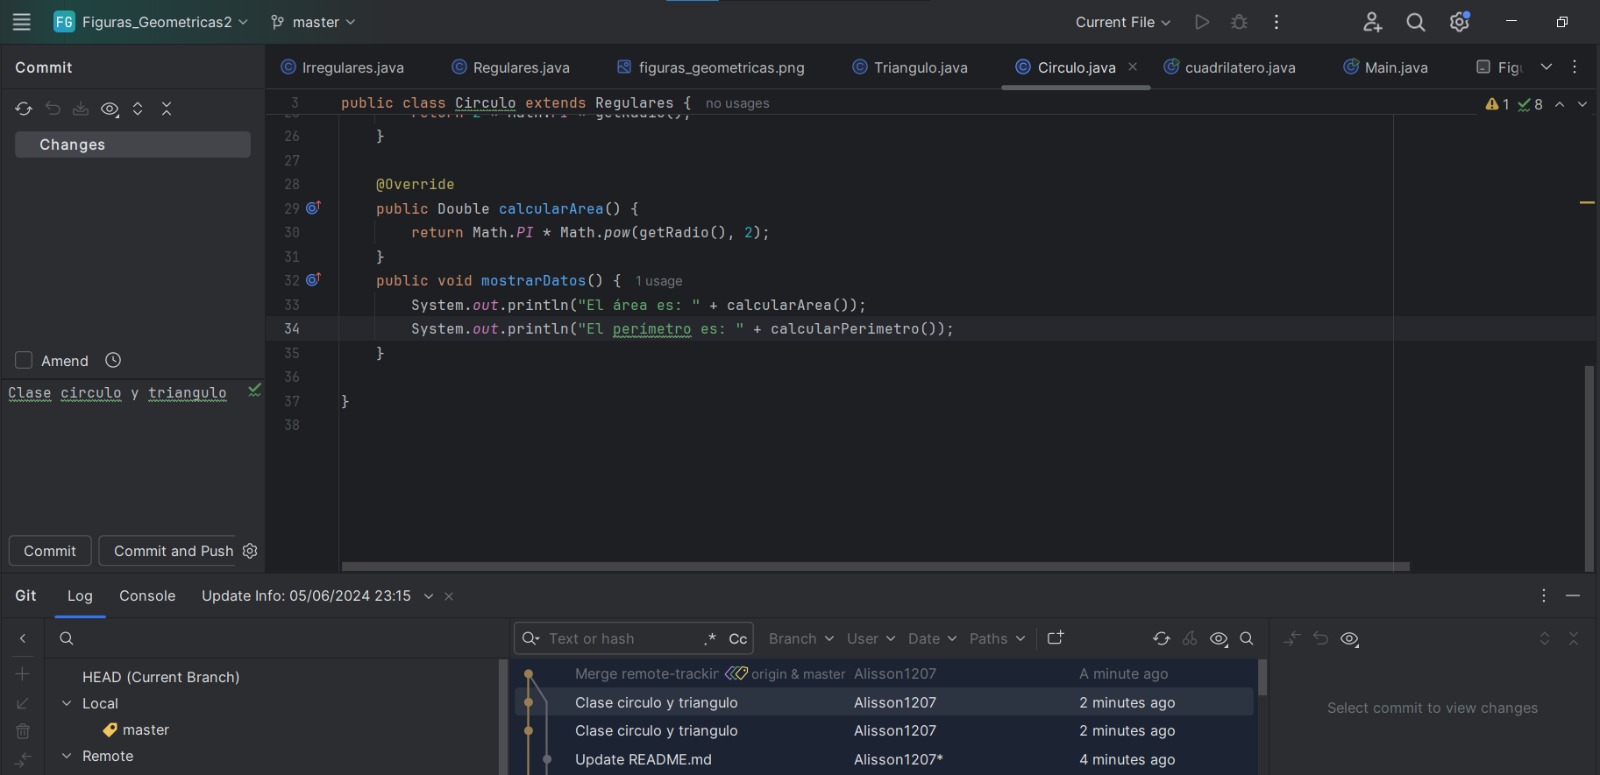 FG Figuras_Geometricas2 master Current File
Commit
Irregulares.java Regulares.java figuras_geometricas.png Triangulo.java Circulo.java cuadrilatero.java Main.java Figu
3 public class Circulo extends Regulares { no usages
1 8
return 2 * Math.PI * getRadio();
Changes
26 }
27
28 @Override
29 public Double calcularArea() {
30 return Math.PI * Math.pow(getRadio(), 2);
31 }
32 public void mostrarDatos() { 1 usage
33 System.out.println("El área es: " + calcularArea());
34 System.out.println("El perimetro es: " + calcularPerimetro());
35 }
36
37 }
38
Amend
Clase circulo y triangulo
Commit Commit and Push
Git Log Console Update Info: 05/06/2024 23:15
Text or hash .* Cc Branch User Date Paths
HEAD (Current Branch)
Local
master
Remote
Merge remote-trackin origin & master Alisson1207 A minute ago
Clase circulo y triangulo Alisson1207 2 minutes ago
Clase circulo y triangulo Alisson1207 2 minutes ago
Update README.md Alisson1207* 4 minutes ago
Select commit to view changes